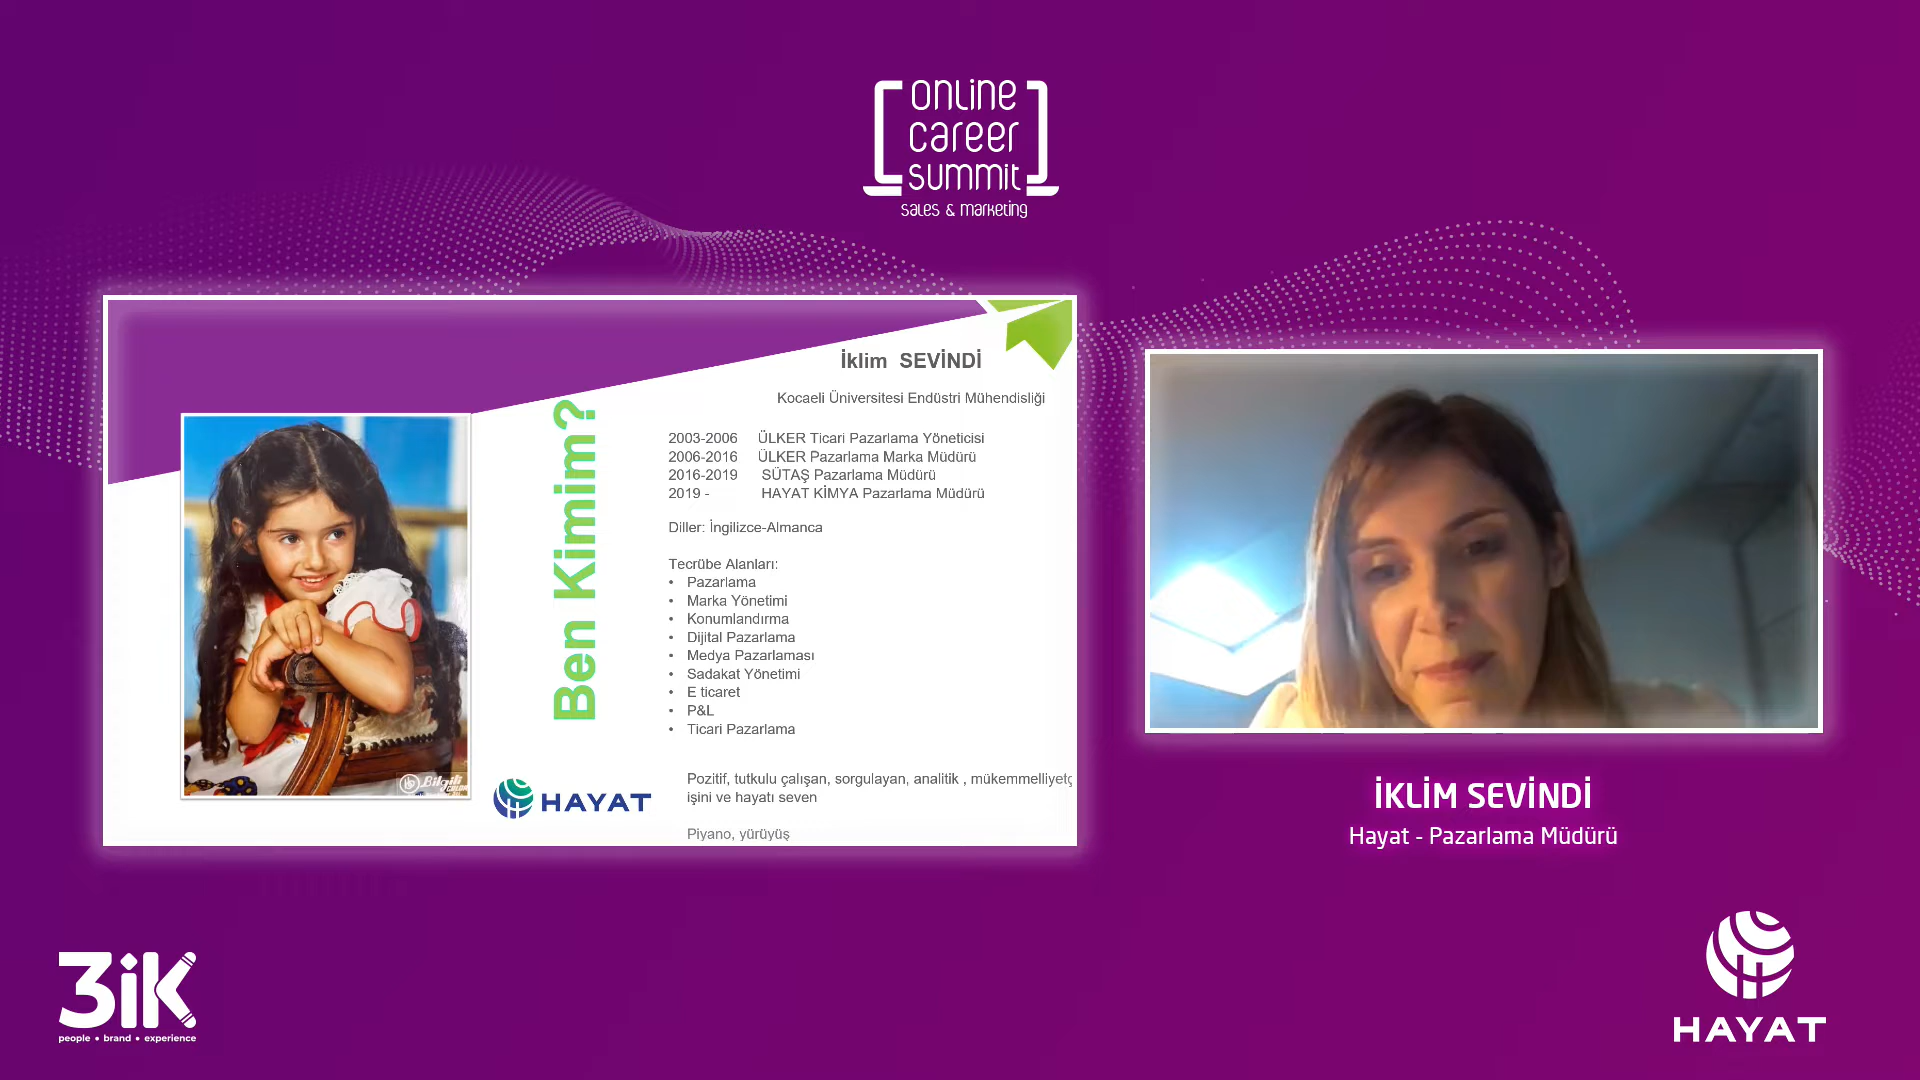 online
career
summit
sales & marketing
İklim SEVİNDİ
Kocaeli Üniversitesi Endüstri Mühendisliği
Ben Kimim?
2003-2006 ÜLKER Ticari Pazarlama Yöneticisi
2006-2016 ÜLKER Pazarlama Marka Müdürü
2016-2019 SÜTAŞ Pazarlama Müdürü
2019 - HAYAT KİMYA Pazarlama Müdürü
Diller: İngilizce-Almanca
Tecrübe Alanları:
• Pazarlama
• Marka Yönetimi
• Konumlandırma
• Dijital Pazarlama
• Medya Pazarlaması
• Sadakat Yönetimi
• E ticaret
• P&L
• Ticari Pazarlama
Pozitif, tutkulu çalışan, sorgulayan, analitik , mükemmelliyetç
işini ve hayatı seven
Piyano, yürüyüş
Bilgili
HAYAT
İKLİM SEVİNDİ
Hayat - Pazarlama Müdürü
3iK
people • brand • experience
HAYAT